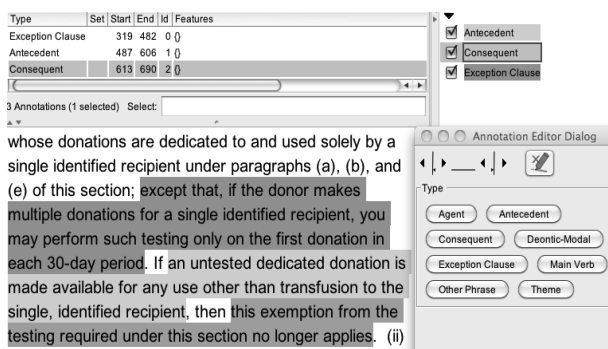 Type Set Start End Id Features
Exception Clause 319 482 0 {}
Antecedent 487 606 1 {}
Consequent 613 690 2 {}
3 Annotations (1 selected) Select:
Antecedent
Consequent
Exception Clause
whose donations are dedicated to and used solely by a
single identified recipient under paragraphs (a), (b), and
(e) of this section; except that, if the donor makes
multiple donations for a single identified recipient, you
may perform such testing only on the first donation in
each 30-day period. If an untested dedicated donation is
made available for any use other than transfusion to the
single, identified recipient, then this exemption from the
testing required under this section no longer applies. (ii)
Annotation Editor Dialog
Type
Agent Antecedent
Consequent Deontic-Modal
Exception Clause Main Verb
Other Phrase Theme